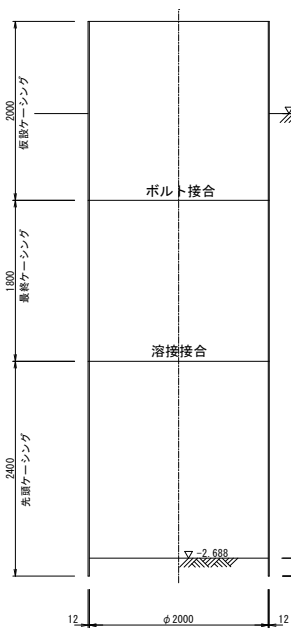 2000
仮設ケーシング
ボルト接合
1800
最終ケーシング
溶接接合
2400
先頭ケーシング
-2.688
12
φ2000
12